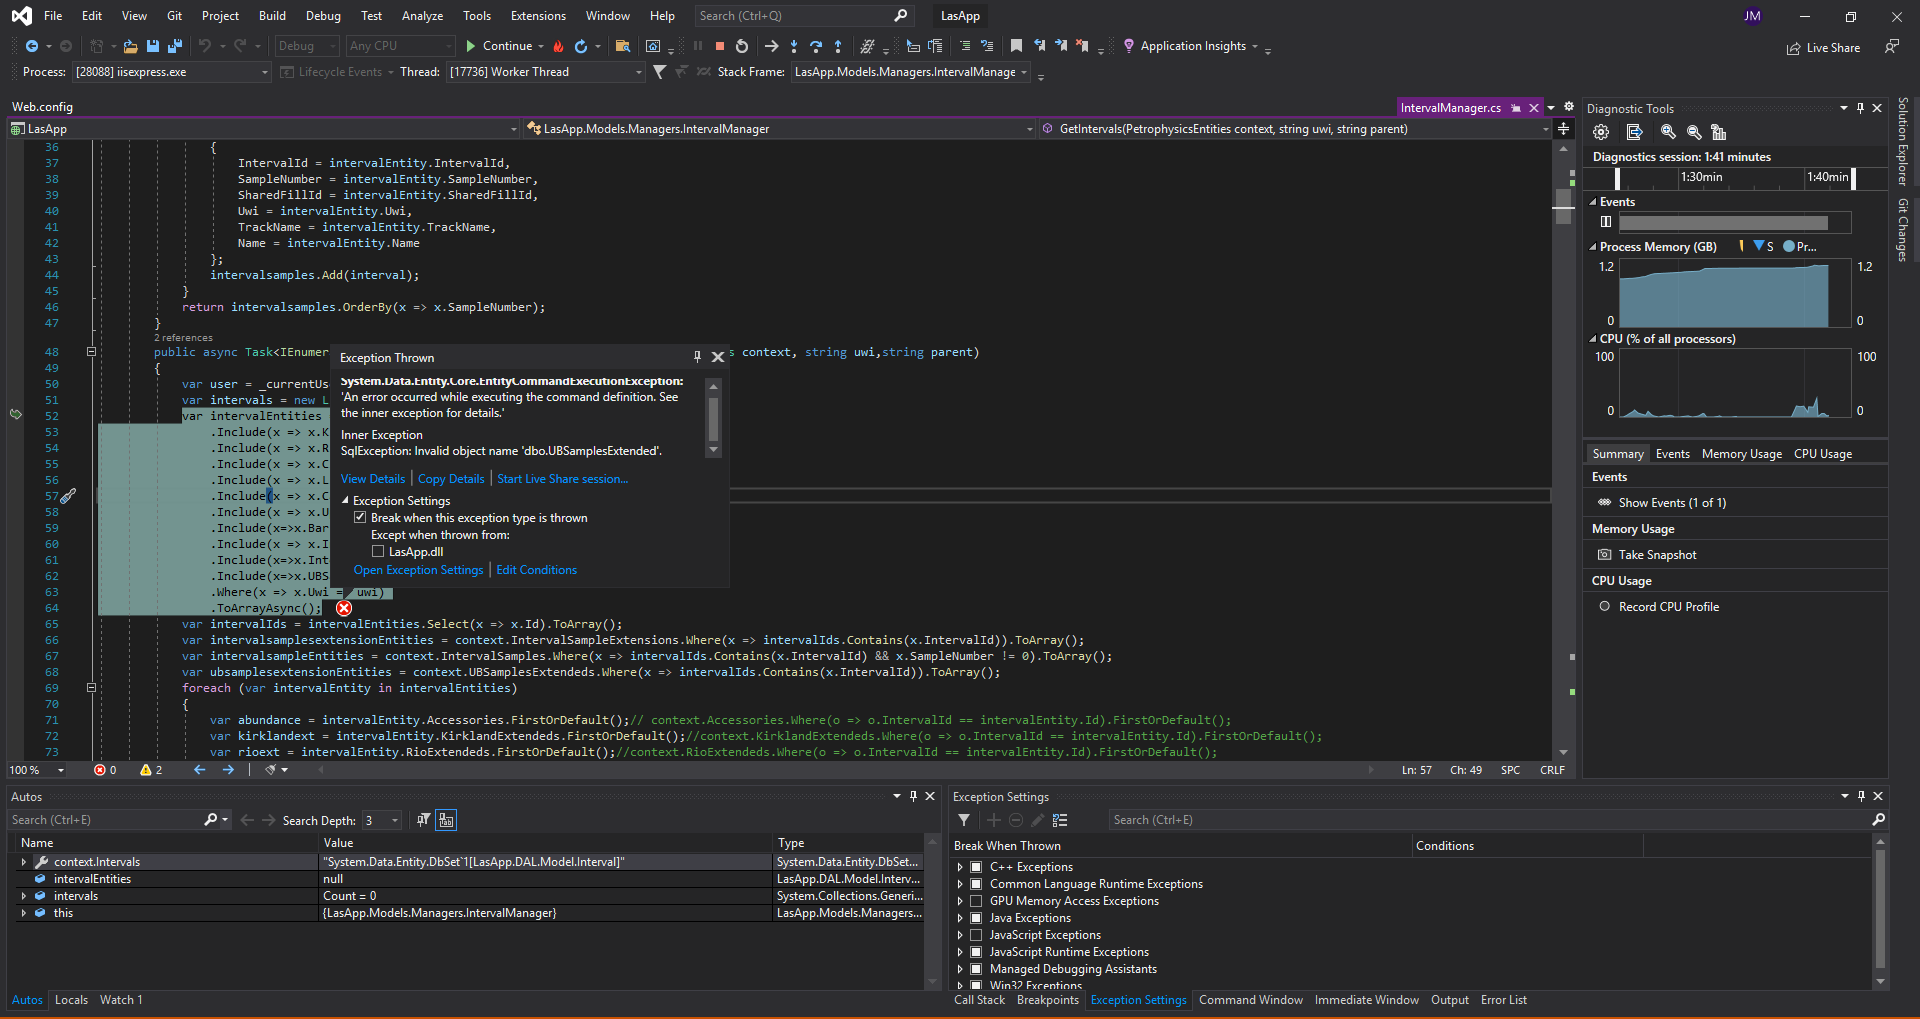 File Edit View Git Project Build Debug Test Analyze Tools Extensions Window Help Search (Ctrl+Q) LasApp JM
Debug Any CPU Continue Application Insights Live Share
Process: [28088] iisexpress.exe Lifecycle Events Thread: [17736] Worker Thread Stack Frame: LasApp.Models.Managers.IntervalManage
Web.config IntervalManager.cs
LasApp LasApp.Models.Managers.IntervalManager GetIntervals(PetrophysicsEntities context, string uwi, string parent)
36 {
37 IntervalId = intervalEntity.IntervalId,
38 SampleNumber = intervalEntity.SampleNumber,
39 SharedFillId = intervalEntity.SharedFillId,
40 Uwi = intervalEntity.Uwi,
41 TrackName = intervalEntity.TrackName,
42 Name = intervalEntity.Name
43 };
44 intervalsamples.Add(interval);
45 }
46 return intervalsamples.OrderBy(x => x.SampleNumber);
47 }
2 references
48 public async Task<IEnumer s context, string uwi,string parent)
49 {
50 var user = _currentUse
51 var intervals = new L
52 var intervalEntities
53 .Include(x => x.K
54 .Include(x => x.R
55 .Include(x => x.C
56 .Include(x => x.L
57 .Include(x => x.C
58 .Include(x => x.U
59 .Include(x=>x.Bar
60 .Include(x => x.I
61 .Include(x=>x.Int
62 .Include(x=>x.UBS
63 .Where(x => x.Uwi = uwi)
64 .ToArrayAsync();
65 var intervalIds = intervalEntities.Select(x => x.Id).ToArray();
66 var intervalsamplesextensionEntities = context.IntervalSampleExtensions.Where(x => intervalIds.Contains(x.IntervalId)).ToArray();
67 var intervalsampleEntities = context.IntervalSamples.Where(x => intervalIds.Contains(x.IntervalId) && x.SampleNumber != 0).ToArray();
68 var ubsamplesextensionEntities = context.UBSamplesExtendeds.Where(x => intervalIds.Contains(x.IntervalId)).ToArray();
69 foreach (var intervalEntity in intervalEntities)
70 {
71 var abundance = intervalEntity.Accessories.FirstOrDefault();// context.Accessories.Where(o => o.IntervalId == intervalEntity.Id).FirstOrDefault();
72 var kirklandext = intervalEntity.KirklandExtendeds.FirstOrDefault();//context.KirklandExtendeds.Where(o => o.IntervalId == intervalEntity.Id).FirstOrDefault();
73 var rioext = intervalEntity.RioExtendeds.FirstOrDefault();//context.RioExtendeds.Where(o => o.IntervalId == intervalEntity.Id).FirstOrDefault();
Exception Thrown
System.Data.Entity.Core.EntityCommandExecutionException:
'An error occurred while executing the command definition. See
the inner exception for details.'
Inner Exception
SqlException: Invalid object name 'dbo.UBSamplesExtended'.
View Details | Copy Details | Start Live Share session...
Exception Settings
Break when this exception type is thrown
Except when thrown from:
LasApp.dll
Open Exception Settings | Edit Conditions
100 % 0 2 Ln: 57 Ch: 49 SPC CRLF
Diagnostic Tools
Diagnostics session: 1:41 minutes
1:30min 1:40min
Events
Process Memory (GB) S Pr...
1.2 1.2
0 0
CPU (% of all processors)
100 100
0 0
Summary Events Memory Usage CPU Usage
Events
Show Events (1 of 1)
Memory Usage
Take Snapshot
CPU Usage
Record CPU Profile
Solution Explorer
Git Changes
Autos
Search (Ctrl+E) Search Depth: 3
Name Value Type
context.Intervals "System.Data.Entity.DbSet`1[LasApp.DAL.Model.Interval]" System.Data.Entity.DbSet...
intervalEntities null LasApp.DAL.Model.Interv...
intervals Count = 0 System.Collections.Generi...
this {LasApp.Models.Managers.IntervalManager} LasApp.Models.Managers...
Autos Locals Watch 1
Exception Settings
Search (Ctrl+E)
Break When Thrown Conditions
C++ Exceptions
Common Language Runtime Exceptions
GPU Memory Access Exceptions
Java Exceptions
JavaScript Exceptions
JavaScript Runtime Exceptions
Managed Debugging Assistants
Win32 Exceptions
Call Stack Breakpoints Exception Settings Command Window Immediate Window Output Error List